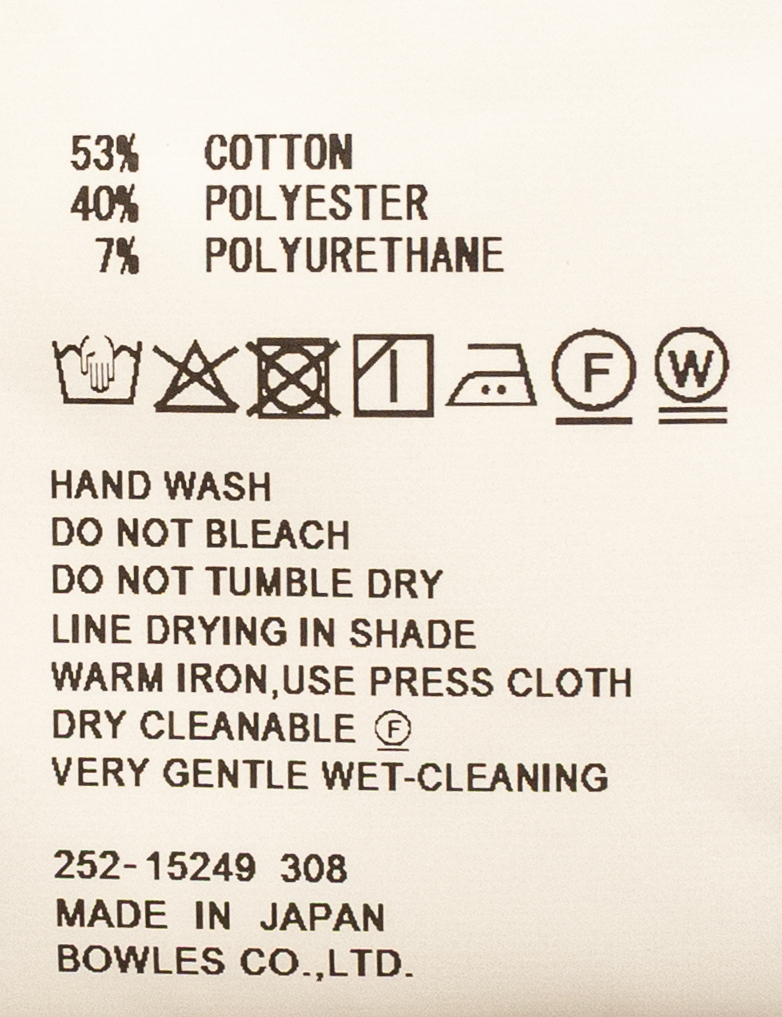 53% COTTON
40% POLYESTER
7% POLYURETHANE
F W
HAND WASH
DO NOT BLEACH
DO NOT TUMBLE DRY
LINE DRYING IN SHADE
WARM IRON,USE PRESS CLOTH
DRY CLEANABLE Ⓕ
VERY GENTLE WET-CLEANING
252-15249 308
MADE IN JAPAN
BOWLES CO.,LTD.